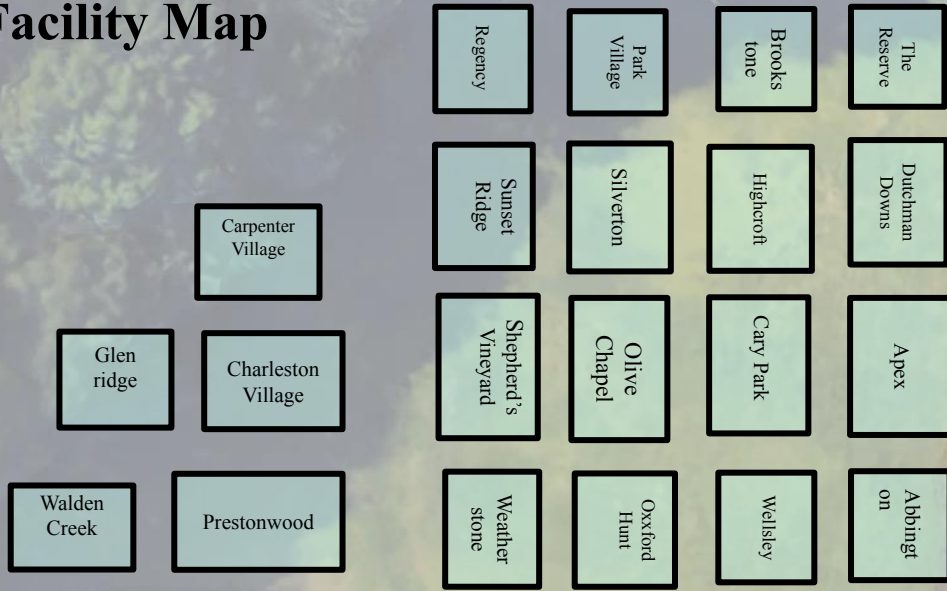 Facility Map
Regency
Park
Village
Brooks
tone
The
Reserve
Sunset
Ridge
Silverton
Highcroft
Dutchman
Downs
Carpenter
Village
Glen
ridge
Charleston
Village
Shepherd's
Vineyard
Olive
Chapel
Cary Park
Apex
Walden
Creek
Prestonwood
Weather
stone
Oxxford
Hunt
Wellsley
Abbingt
on